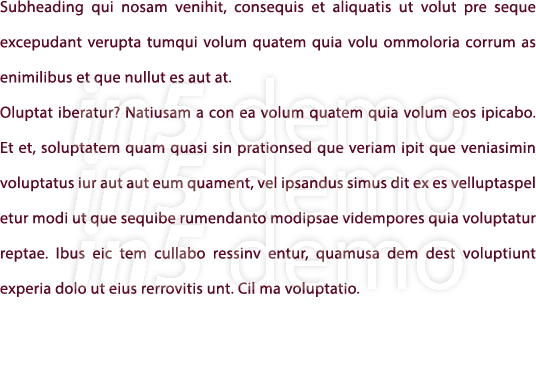 Subheading qui nosam venihit, consequis et aliquatis ut volut pre seque
excepudant verupta tumqui volum quatem quia volu ommoloria corrum as
enimilibus et que nullut es aut at.
Oluptat iberatur? Natiusam a con ea volum quatem quia volum eos ipicabo.
Et et, soluptatem quam quasi sin prationsed que veriam ipit que veniasimin
voluptatus iur aut aut eum quament, vel ipsandus simus dit ex es velluptaspel
etur modi ut que sequibe rumendanto modipsae vidempores quia voluptatur
reptae. Ibus eic tem cullabo ressinv entur, quamusa dem dest voluptiunt
experia dolo ut eius rerrovitis unt. Cil ma voluptatio.
in5 demo
in5 demo
in5 demo